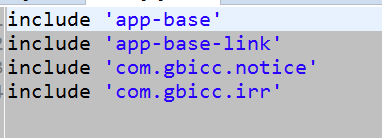 include 'app-base'
include 'app-base-link'
include 'com.gbicc.notice'
include 'com.gbicc.irr'